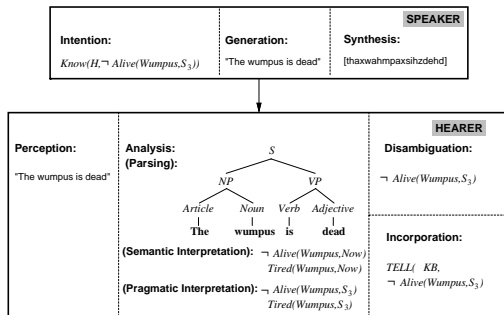 SPEAKER
Intention:
Know(H,¬ Alive(Wumpus,S₃))
Generation:
"The wumpus is dead"
Synthesis:
[thaxwahmpaxsihzdehd]
HEARER
Perception:
"The wumpus is dead"
Analysis:
(Parsing):
S
NP VP
Article Noun Verb Adjective
The wumpus is dead
(Semantic Interpretation): ¬ Alive(Wumpus,Now)
Tired(Wumpus,Now)
(Pragmatic Interpretation): ¬ Alive(Wumpus,S₃)
Tired(Wumpus,S₃)
Disambiguation:
¬ Alive(Wumpus,S₃)
Incorporation:
TELL( KB,
¬ Alive(Wumpus,S₃)